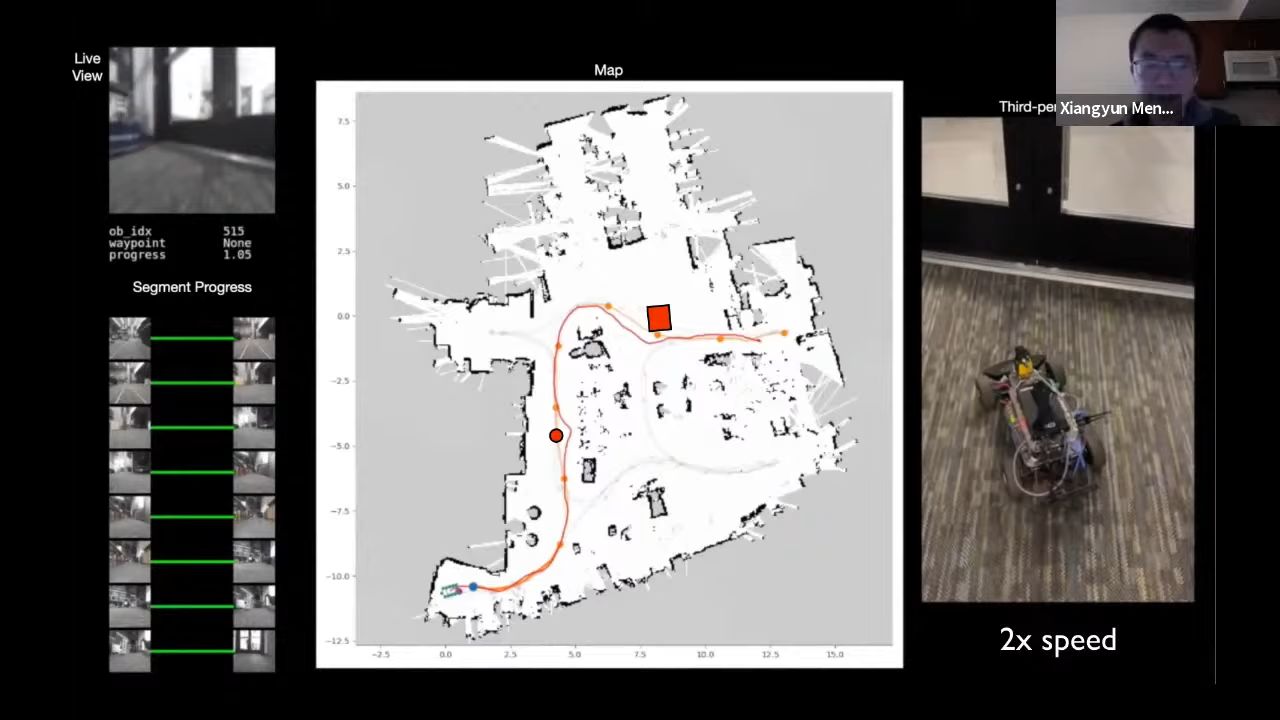 Live
View
ob_idx 515
waypoint None
progress 1.05
Segment Progress
Map
7.5
5.0
2.5
0.0
−2.5
−5.0
−7.5
−10.0
−12.5
−2.5 0.0 2.5 5.0 7.5 10.0 12.5 15.0
Third-per
Xiangyun Men...
2x speed